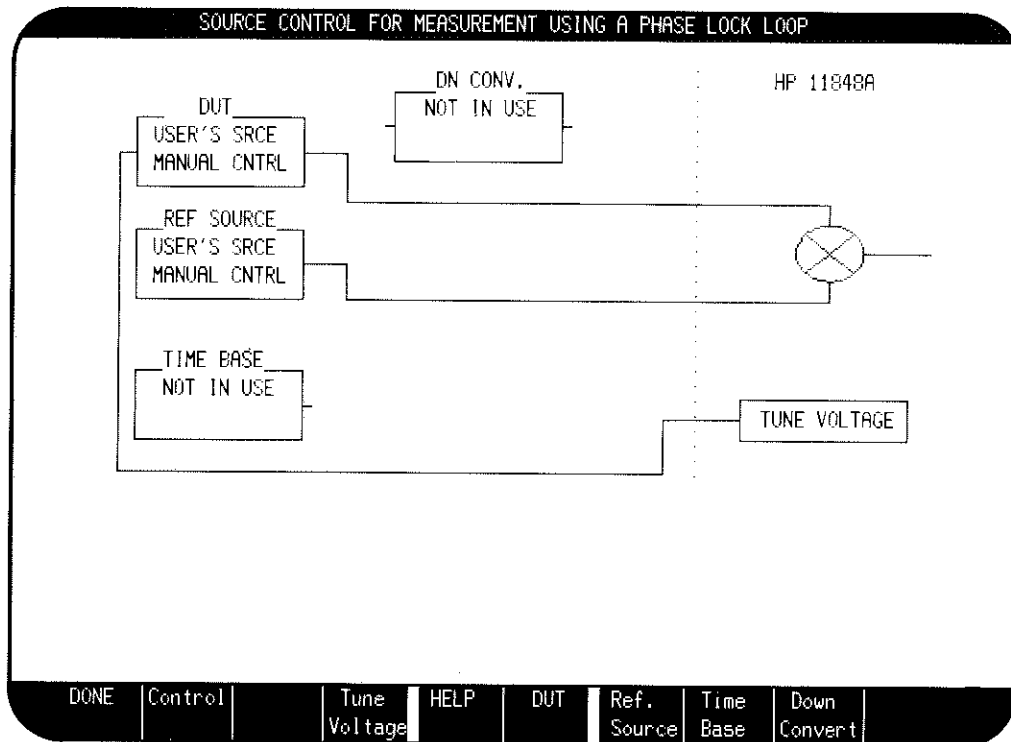 SOURCE CONTROL FOR MEASUREMENT USING A PHASE LOCK LOOP
DN CONV.
NOT IN USE
HP 11848A
DUT
USER'S SRCE
MANUAL CNTRL
REF SOURCE
USER'S SRCE
MANUAL CNTRL
TIME BASE
NOT IN USE
TUNE VOLTAGE
DONE
Control
Tune
Voltage
HELP
DUT
Ref.
Source
Time
Base
Down
Convert